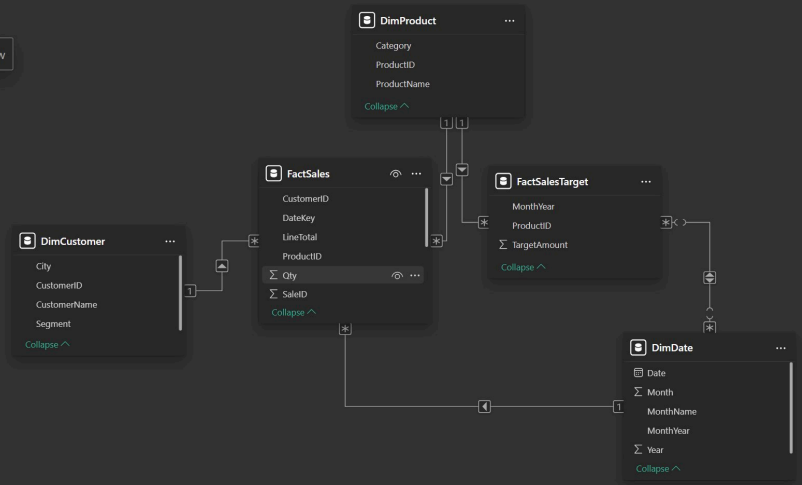 DimProduct
Category
ProductID
ProductName
Collapse
w
1 1
FactSales
CustomerID
DateKey
LineTotal
ProductID
Σ Qty
Σ SaleID
Collapse
*
*
*
FactSalesTarget
MonthYear
ProductID
Σ TargetAmount
Collapse
*
*
DimCustomer
City
CustomerID
CustomerName
Segment
Collapse
1
*
1
DimDate
Date
Σ Month
MonthName
MonthYear
Σ Year
Collapse